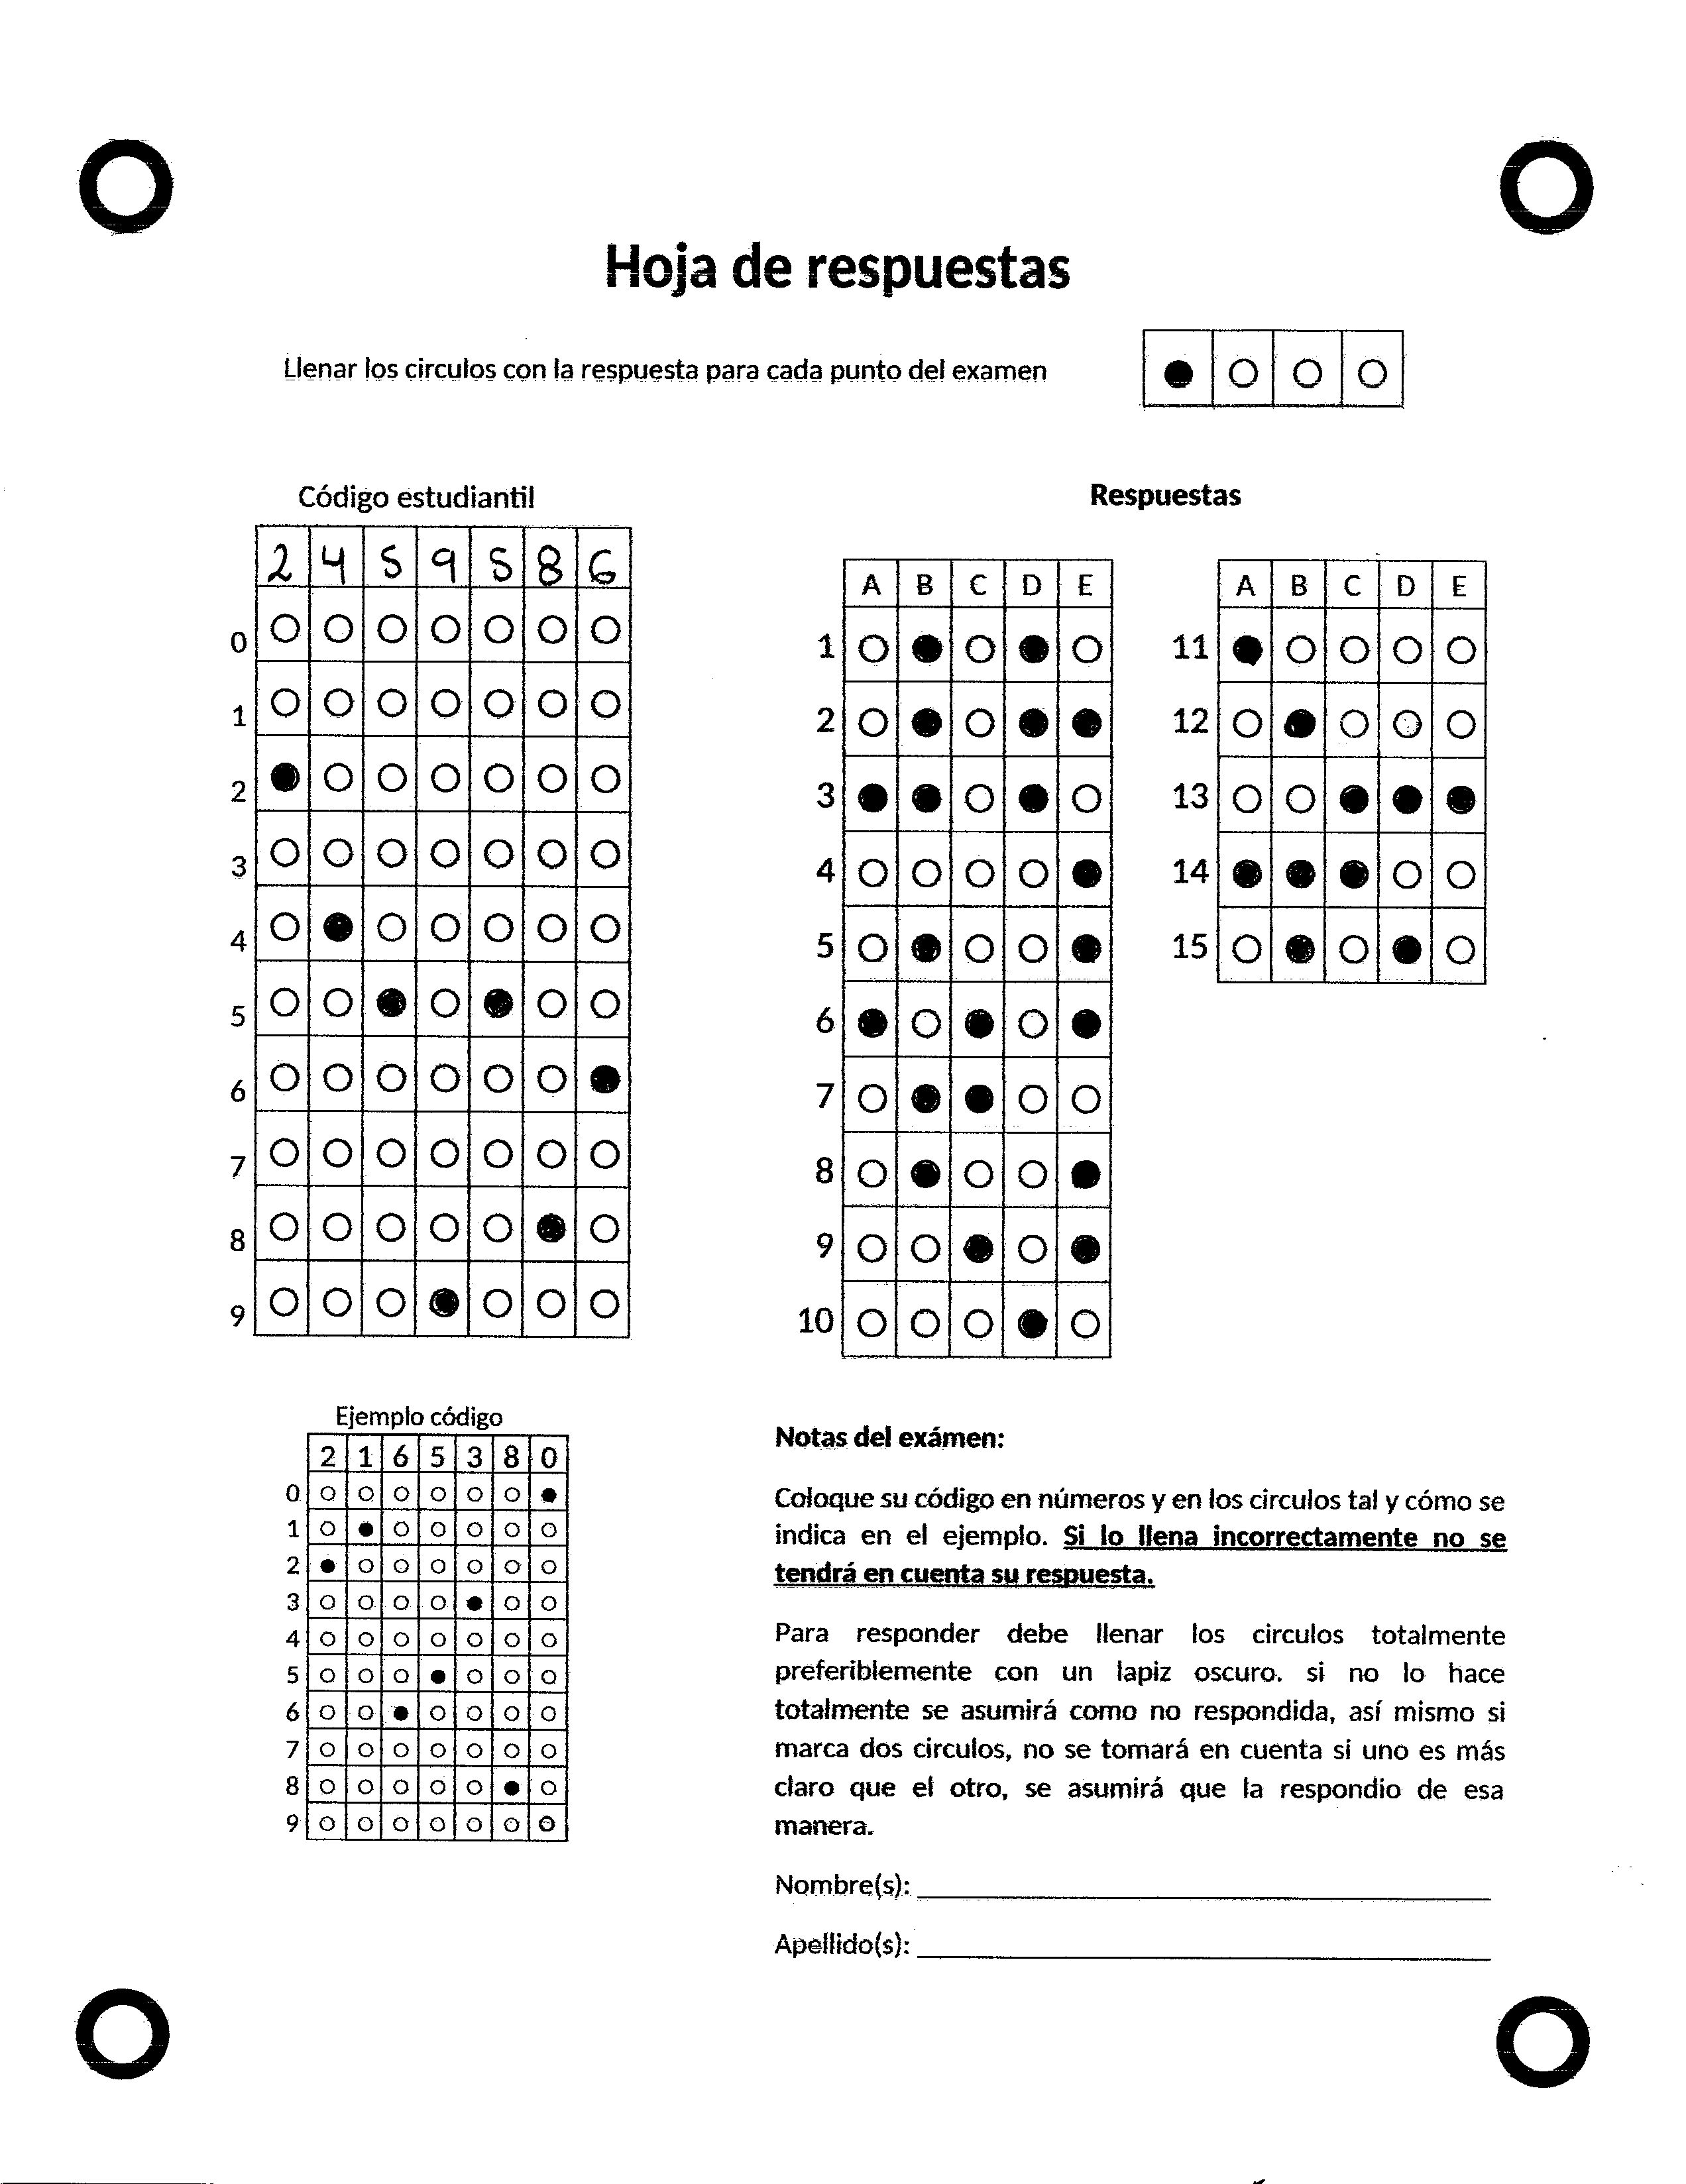 Hoja de respuestas
Llenar los circulos con la respuesta para cada punto del examen
Código estudiantil
2 4 5 9 5 8 6
0
1
2
3
4
5
6
7
8
9
Respuestas
A B C D E
1
2
3
4
5
6
7
8
9
10
A B C D E
11
12
13
14
15
Ejemplo código
2 1 6 5 3 8 0
0
1
2
3
4
5
6
7
8
9
Notas del exámen:
Coloque su código en números y en los circulos tal y cómo se
indica en el ejemplo. Si lo llena incorrectamente no se
tendrá en cuenta su respuesta.
Para responder debe llenar los circulos totalmente
preferiblemente con un lapiz oscuro. si no lo hace
totalmente se asumirá como no respondida, así mismo si
marca dos circulos, no se tomará en cuenta si uno es más
claro que el otro, se asumirá que la respondio de esa
manera.
Nombre(s):
Apellido(s):